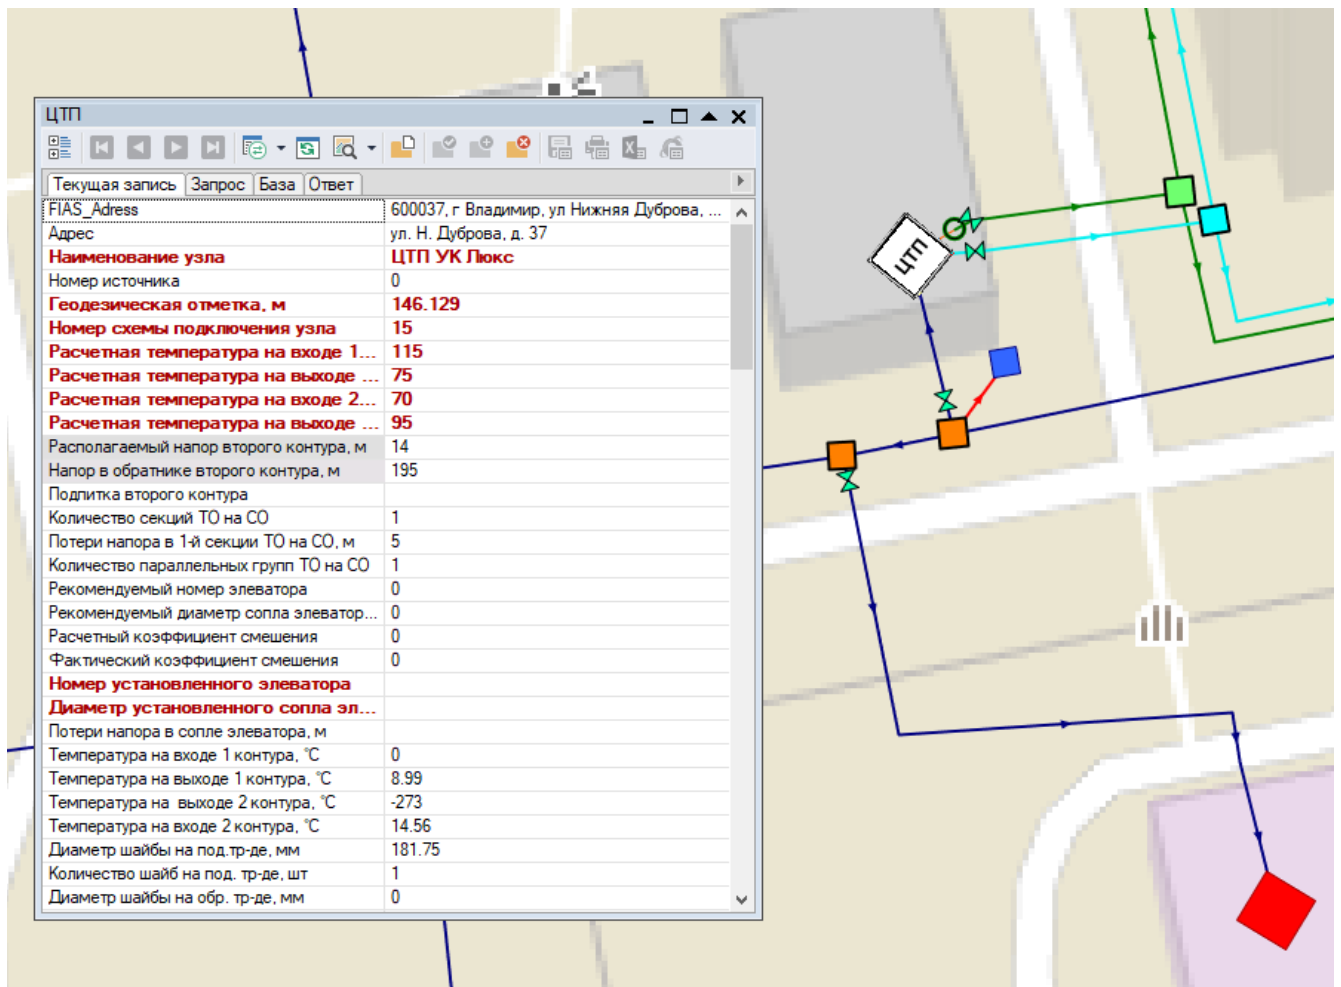 ЦТП
Текущая запись Запрос База Ответ
FIAS_Adress 600037, г Владимир, ул Нижняя Дуброва, ...
Адрес ул. Н. Дуброва, д. 37
Наименование узла ЦТП УК Люкс
Номер источника 0
Геодезическая отметка, м 146.129
Номер схемы подключения узла 15
Расчетная температура на входе 1... 115
Расчетная температура на выходе ... 75
Расчетная температура на входе 2... 70
Расчетная температура на выходе ... 95
Располагаемый напор второго контура, м 14
Напор в обратнике второго контура, м 195
Подпитка второго контура
Количество секций ТО на СО 1
Потери напора в 1-й секции ТО на СО, м 5
Количество параллельных групп ТО на СО 1
Рекомендуемый номер элеватора 0
Рекомендуемый диаметр сопла элеватор... 0
Расчетный коэффициент смешения 0
Фактический коэффициент смешения 0
Номер установленного элеватора
Диаметр установленного сопла эл...
Потери напора в сопле элеватора, м
Температура на входе 1 контура, °C 0
Температура на выходе 1 контура, °C 8.99
Температура на выходе 2 контура, °C -273
Температура на входе 2 контура, °C 14.56
Диаметр шайбы на под.тр-де, мм 181.75
Количество шайб на под. тр-де, шт 1
Диаметр шайбы на обр. тр-де, мм 0
ЦТП